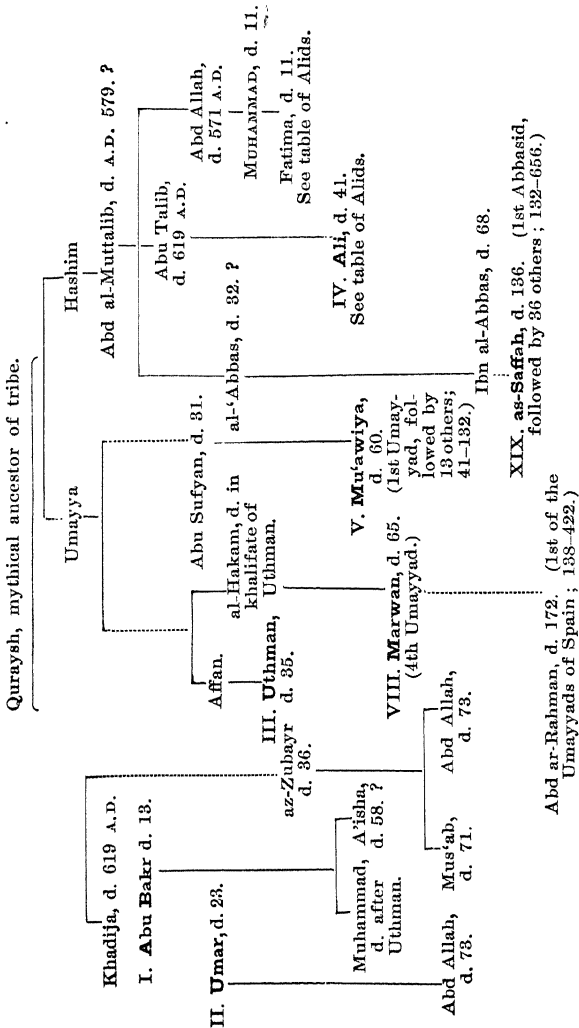 Quraysh, mythical ancestor of tribe.
Umayya
Hashim
Abd al-Muttalib, d. A.D. 579. ?
Khadija, d. 619 A.D.
I. Abu Bakr d. 13.
II. Umar, d. 23.
Affan.
al-Hakam, d. in
khalifate of
Uthman.
Abu Sufyan, d. 31.
al-‘Abbas, d. 32. ?
Abu Talib,
d. 619 A.D.
Abd Allah,
d. 571 A.D.
MUHAMMAD, d. 11.
Fatima, d. 11.
See table of Alids.
az-Zubayr
d. 36.
III. Uthman,
d. 35.
IV. Ali, d. 41.
See table of Alids.
Muhammad,
d. after
Uthman.
A’isha,
d. 58. ?
VIII. Marwan, d. 65.
(4th Umayyad.)
V. Mu‘awiya,
d. 60.
(1st Umay-
yad, fol-
lowed by
13 others;
41–132.)
Abd Allah,
d. 73.
Mus‘ab,
d. 71.
Abd Allah,
d. 73.
Ibn al-Abbas, d. 68.
XIX. as-Saffah, d. 136. (1st Abbasid,
followed by 36 others ; 132–656.)
Abd ar-Rahman, d. 172. (1st of the
Umayyads of Spain ; 138–422.)